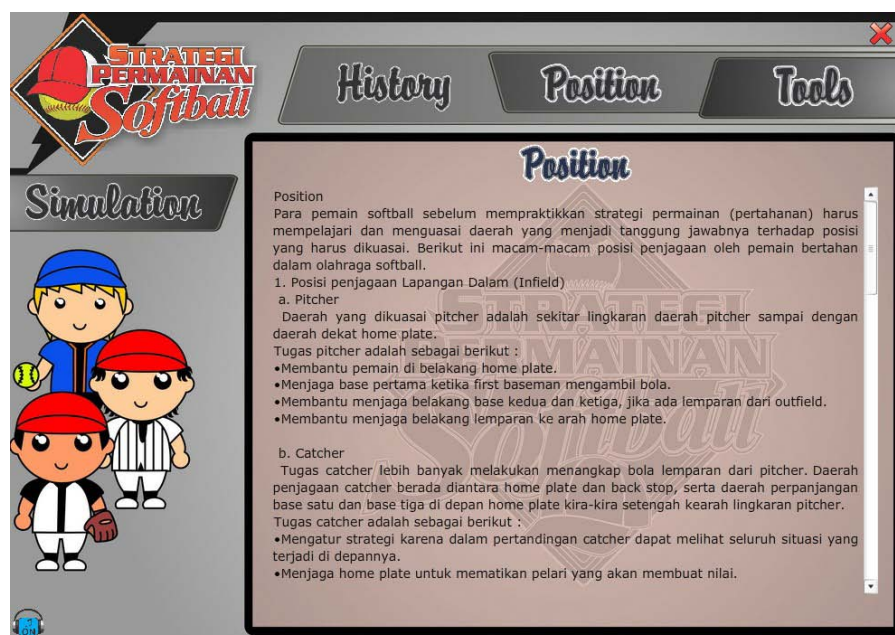 STRATEGI
PERMAINAN
Softball
History
Position
Tools
Simulation
Position
Position
Para pemain softball sebelum mempraktikkan strategi permainan (pertahanan) harus
mempelajari dan menguasai daerah yang menjadi tanggung jawabnya terhadap posisi
yang harus dikuasai. Berikut ini macam-macam posisi penjagaan oleh pemain bertahan
dalam olahraga softball.
1. Posisi penjagaan Lapangan Dalam (Infield)
a. Pitcher
Daerah yang dikuasai pitcher adalah sekitar lingkaran daerah pitcher sampai dengan
daerah dekat home plate.
Tugas pitcher adalah sebagai berikut :
•Membantu pemain di belakang home plate.
•Menjaga base pertama ketika first baseman mengambil bola.
•Membantu menjaga belakang base kedua dan ketiga, jika ada lemparan dari outfield.
•Membantu menjaga belakang lemparan ke arah home plate.
b. Catcher
Tugas catcher lebih banyak melakukan menangkap bola lemparan dari pitcher. Daerah
penjagaan catcher berada diantara home plate dan back stop, serta daerah perpanjangan
base satu dan base tiga di depan home plate kira-kira setengah kearah lingkaran pitcher.
Tugas catcher adalah sebagai berikut :
•Mengatur strategi karena dalam pertandingan catcher dapat melihat seluruh situasi yang
terjadi di depannya.
•Menjaga home plate untuk mematikan pelari yang akan membuat nilai.
STRATEGI
PERMAINAN
Softball
ON